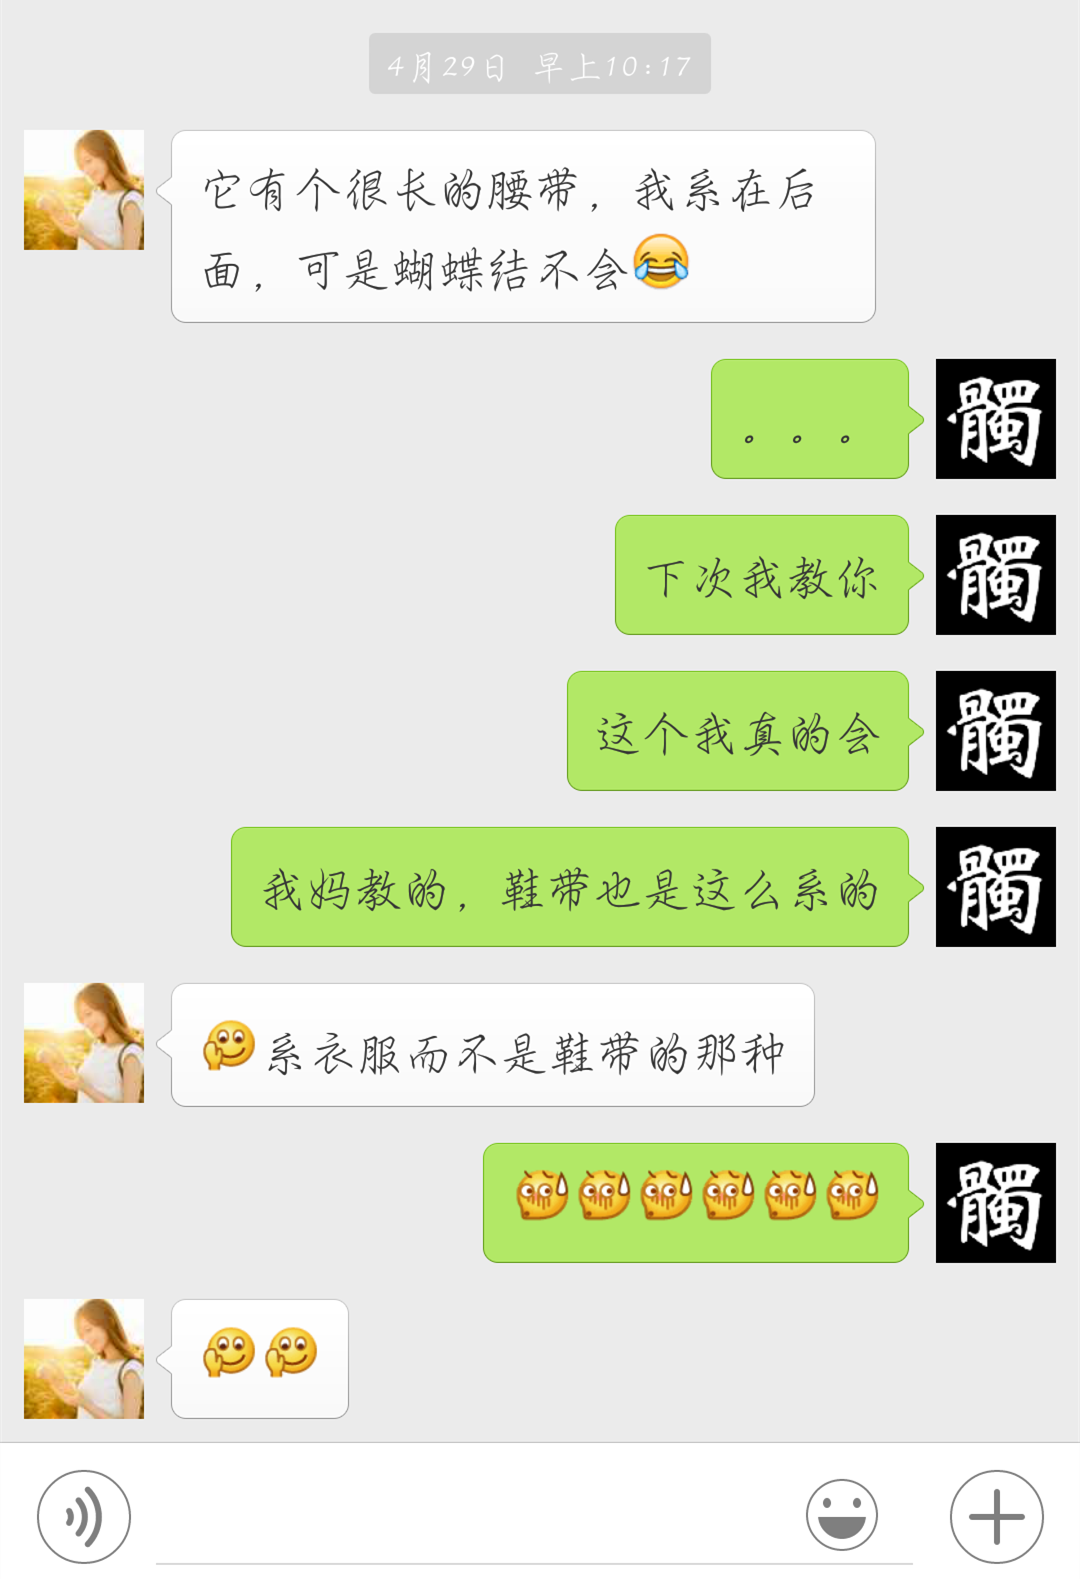 4月29日 早上10:17
它有个很长的腰带，我系在后
面，可是蝴蝶结不会😂
。。。
髑
下次我教你
髑
这个我真的会
髑
我妈教的，鞋带也是这么系的
髑
系衣服而不是鞋带的那种
髑